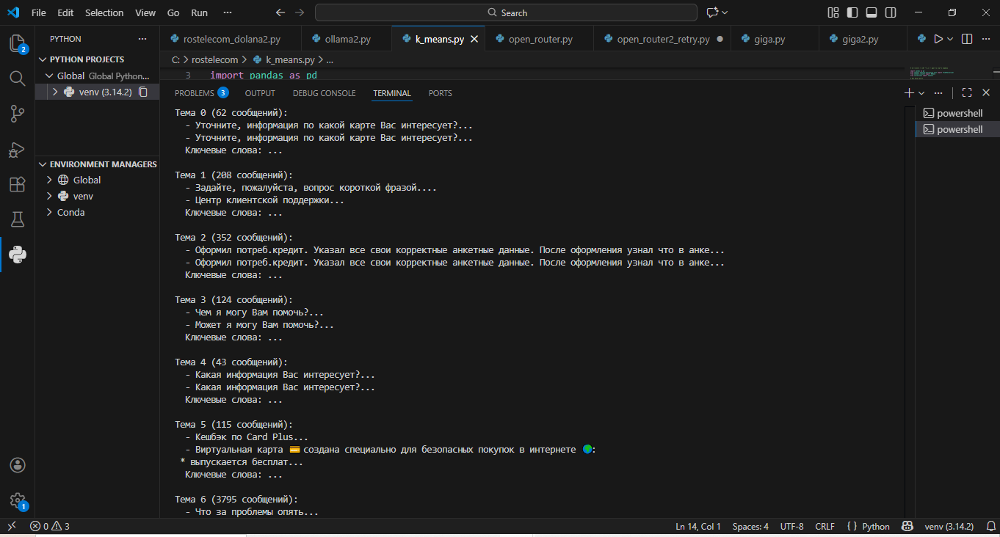 File Edit Selection View Go Run ··· Search
PYTHON ···
rostelecom_dolana2.py ollama2.py k_means.py open_router.py open_router2_retry.py giga.py giga2.py
PYTHON PROJECTS
C: > rostelecom > k_means.py > ...
Global Global Python...
3 import pandas as pd
venv (3.14.2)
PROBLEMS 3 OUTPUT DEBUG CONSOLE TERMINAL PORTS
2
powershell
powershell
ENVIRONMENT MANAGERS
Global
venv
Conda
Тема 0 (62 сообщений):
- Уточните, информация по какой карте Вас интересует?...
- Уточните, информация по какой карте Вас интересует?...
Ключевые слова: ...
Тема 1 (208 сообщений):
- Задайте, пожалуйста, вопрос короткой фразой....
- Центр клиентской поддержки...
Ключевые слова: ...
Тема 2 (352 сообщений):
- Оформил потреб.кредит. Указал все свои корректные анкетные данные. После оформления узнал что в анке...
- Оформил потреб.кредит. Указал все свои корректные анкетные данные. После оформления узнал что в анке...
Ключевые слова: ...
Тема 3 (124 сообщений):
- Чем я могу Вам помочь?...
- Может я могу Вам помочь?...
Ключевые слова: ...
Тема 4 (43 сообщений):
- Какая информация Вас интересует?...
- Какая информация Вас интересует?...
Ключевые слова: ...
Тема 5 (115 сообщений):
- Кешбэк по Card Plus...
- Виртуальная карта 💳 создана специально для безопасных покупок в интернете 🌍:
* выпускается бесплат...
Ключевые слова: ...
Тема 6 (3795 сообщений):
- Что за проблемы опять...
1
0 3 Ln 14, Col 1 Spaces: 4 UTF-8 CRLF { } Python venv (3.14.2)